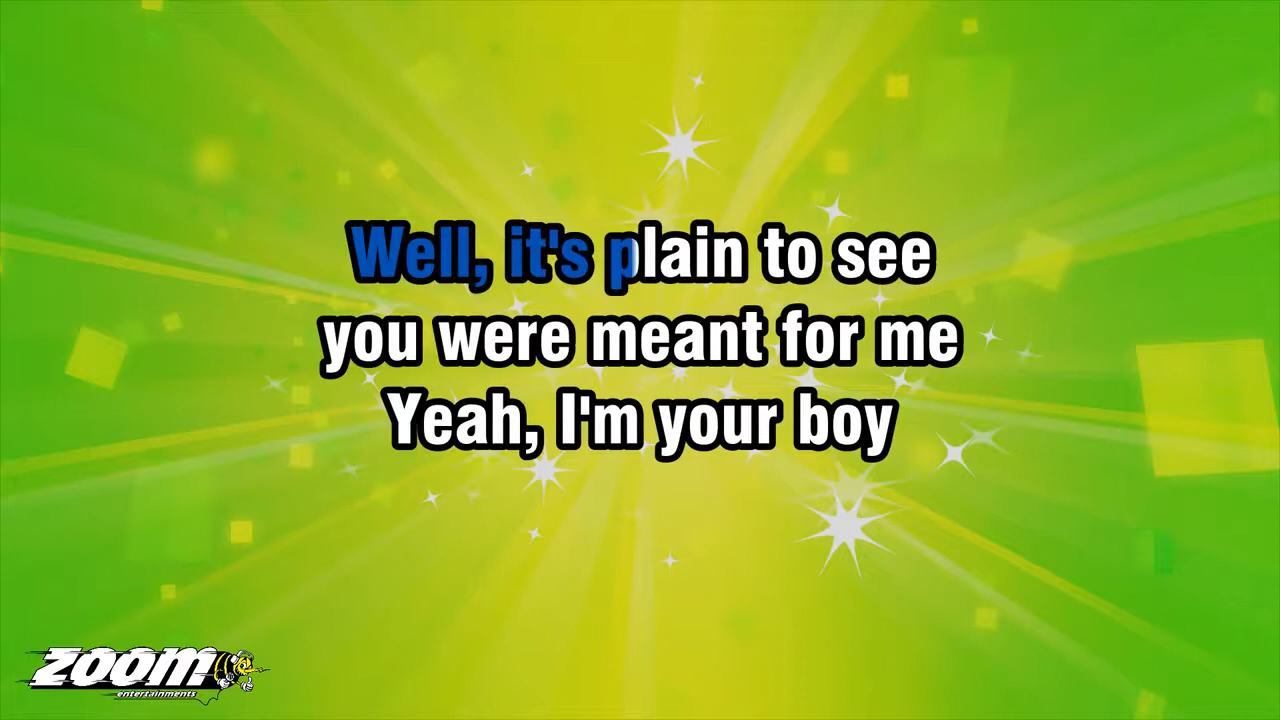 Well, it's plain to see
you were meant for me
Yeah, I'm your boy
zoom
entertainments